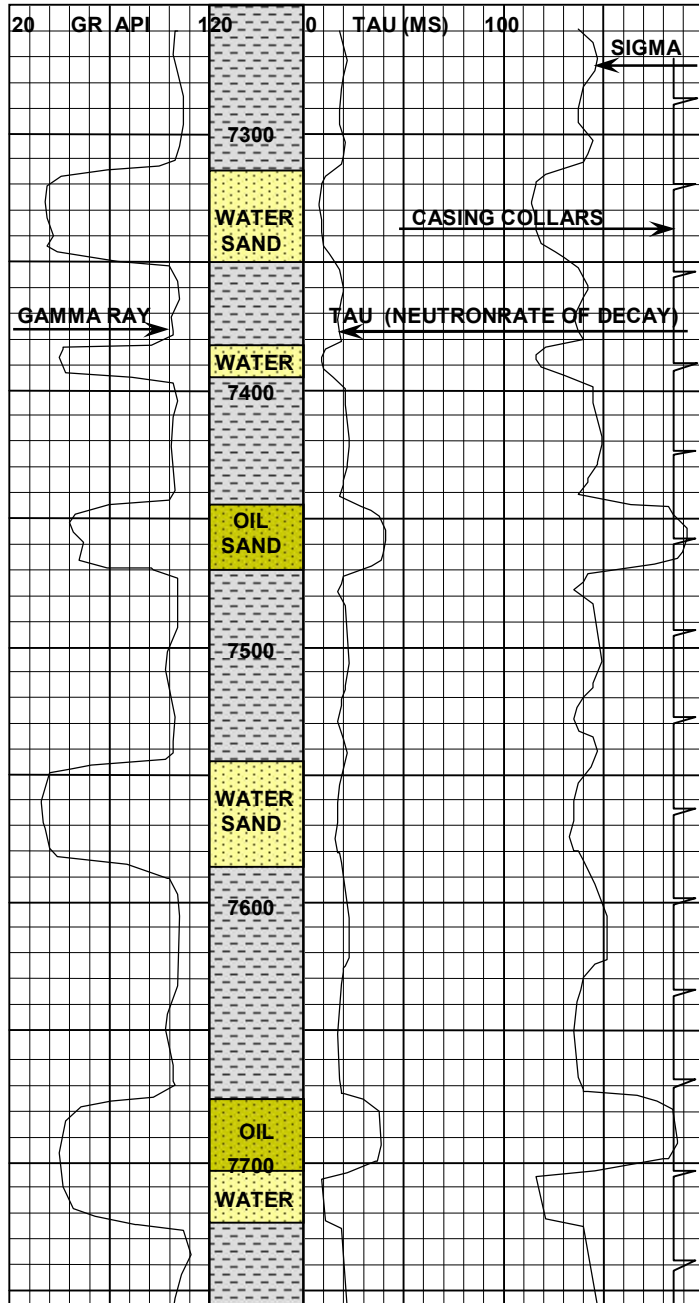 20 GR API 120 0 TAU (MS) 100
SIGMA
7300
WATER
SAND
CASING COLLARS
GAMMA RAY
TAU (NEUTRONRATE OF DECAY)
WATER
7400
OIL
SAND
7500
WATER
SAND
7600
OIL
7700
WATER